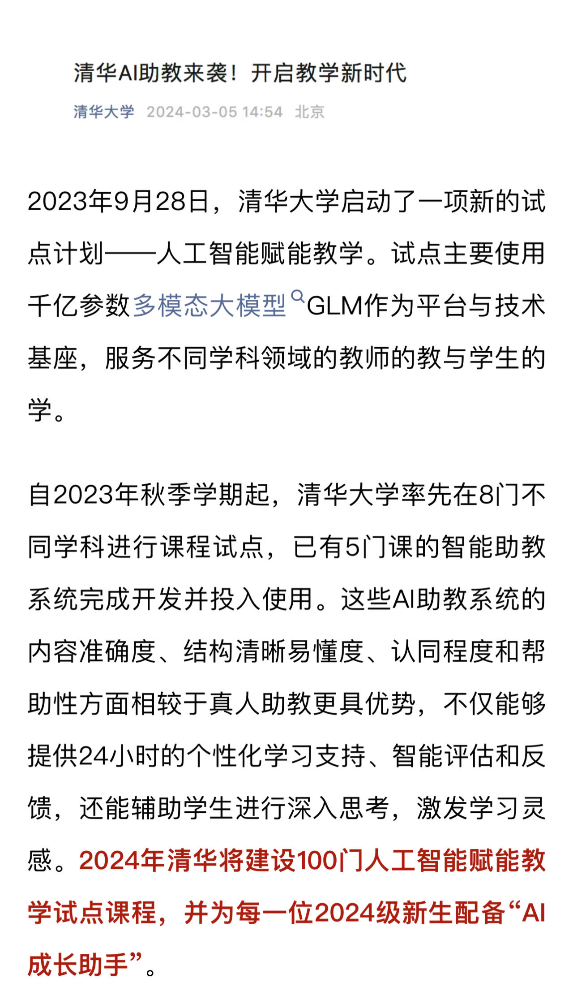 清华AI助教来袭！开启教学新时代
清华大学 2024-03-05 14:54 北京
2023年9月28日，清华大学启动了一项新的试
点计划——人工智能赋能教学。试点主要使用
千亿参数多模态大模型GLM作为平台与技术
基座，服务不同学科领域的教师的教与学生的
学。
自2023年秋季学期起，清华大学率先在8门不
同学科进行课程试点，已有5门课的智能助教
系统完成开发并投入使用。这些AI助教系统的
内容准确度、结构清晰易懂度、认同程度和帮
助性方面相较于真人助教更具优势，不仅能够
提供24小时的个性化学习支持、智能评估和反
馈，还能辅助学生进行深入思考，激发学习灵
感。2024年清华将建设100门人工智能赋能教
学试点课程，并为每一位2024级新生配备“AI
成长助手”。